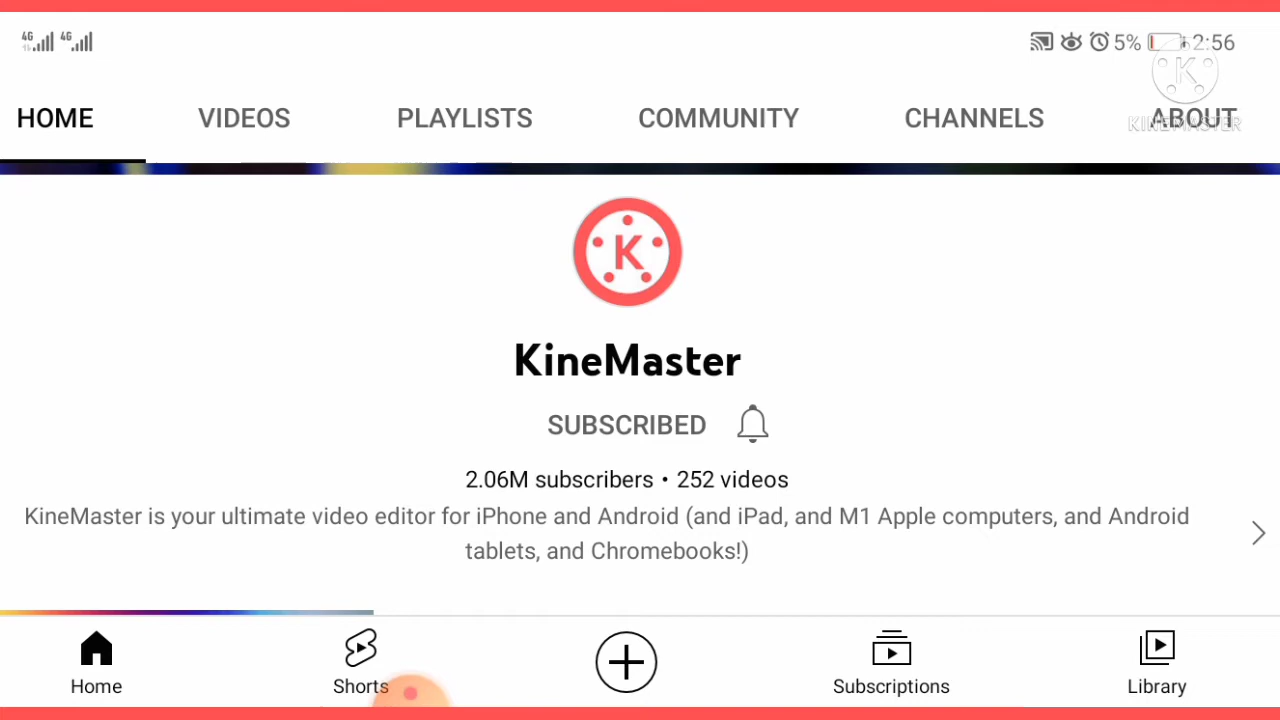 4G 4G 5% 2:56
HOME VIDEOS PLAYLISTS COMMUNITY CHANNELS ABOUT
KINEMASTER
K
K
KineMaster
SUBSCRIBED
2.06M subscribers • 252 videos
KineMaster is your ultimate video editor for iPhone and Android (and iPad, and M1 Apple computers, and Android
tablets, and Chromebooks!)
Home Shorts Subscriptions Library